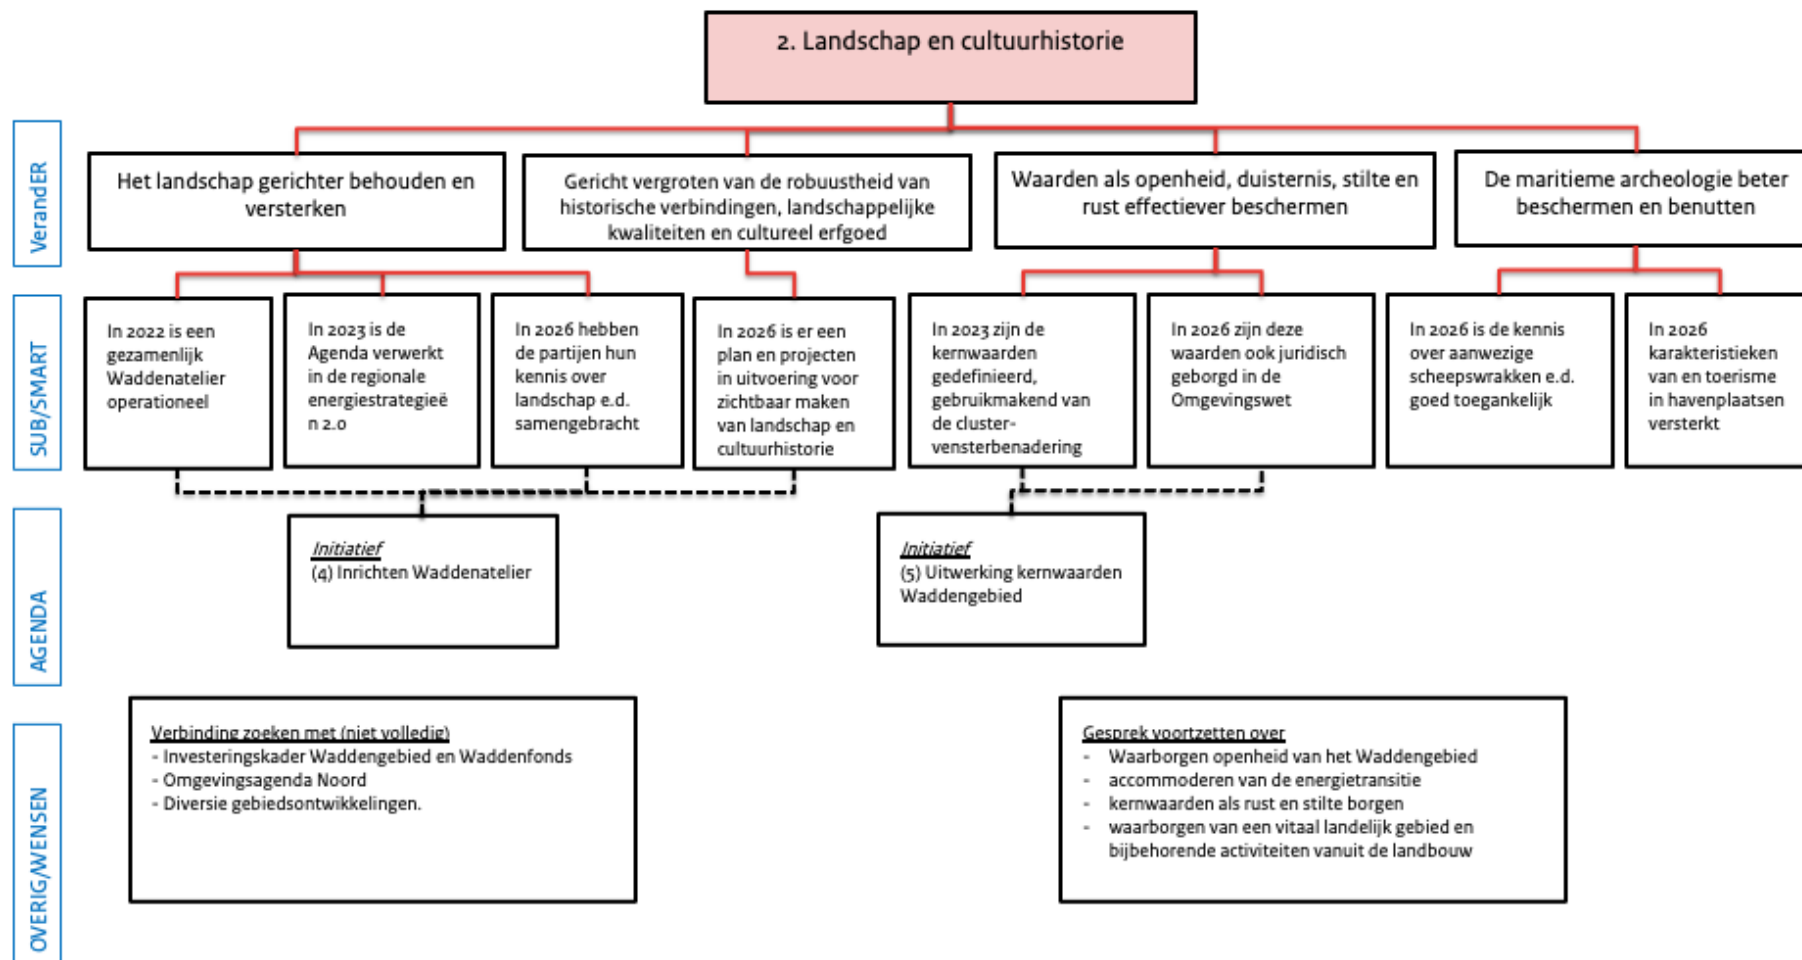 2. Landschap en cultuurhistorie
VerandER
Het landschap gerichter behouden en
versterken
Gericht vergroten van de robuustheid van
historische verbindingen, landschappelijke
kwaliteiten en cultureel erfgoed
Waarden als openheid, duisternis, stilte en
rust effectiever beschermen
De maritieme archeologie beter
beschermen en benutten
SUB/SMART
In 2022 is een
gezamenlijk
Waddenatelier
operationeel
In 2023 is de
Agenda verwerkt
in de regionale
energiestrategieë
n 2.0
In 2026 hebben
de partijen hun
kennis over
landschap e.d.
samengebracht
In 2026 is er een
plan en projecten
in uitvoering voor
zichtbaar maken
van landschap en
cultuurhistorie
In 2023 zijn de
kernwaarden
gedefinieerd,
gebruikmakend van
de cluster-
vensterbenadering
In 2026 zijn deze
waarden ook juridisch
geborgd in de
Omgevingswet
In 2026 is de kennis
over aanwezige
scheepswrakken e.d.
goed toegankelijk
In 2026
karakteristieken
van en toerisme
in havenplaatsen
versterkt
AGENDA
Initiatief
(4) Inrichten Waddenatelier
Initiatief
(5) Uitwerking kernwaarden
Waddengebied
OVERIG/WENSEN
Verbinding zoeken met (niet volledig)
- Investeringskader Waddengebied en Waddenfonds
- Omgevingsagenda Noord
- Diversie gebiedsontwikkelingen.
Gesprek voortzetten over
- Waarborgen openheid van het Waddengebied
- accommoderen van de energietransitie
- kernwaarden als rust en stilte borgen
- waarborgen van een vitaal landelijk gebied en
bijbehorende activiteiten vanuit de landbouw